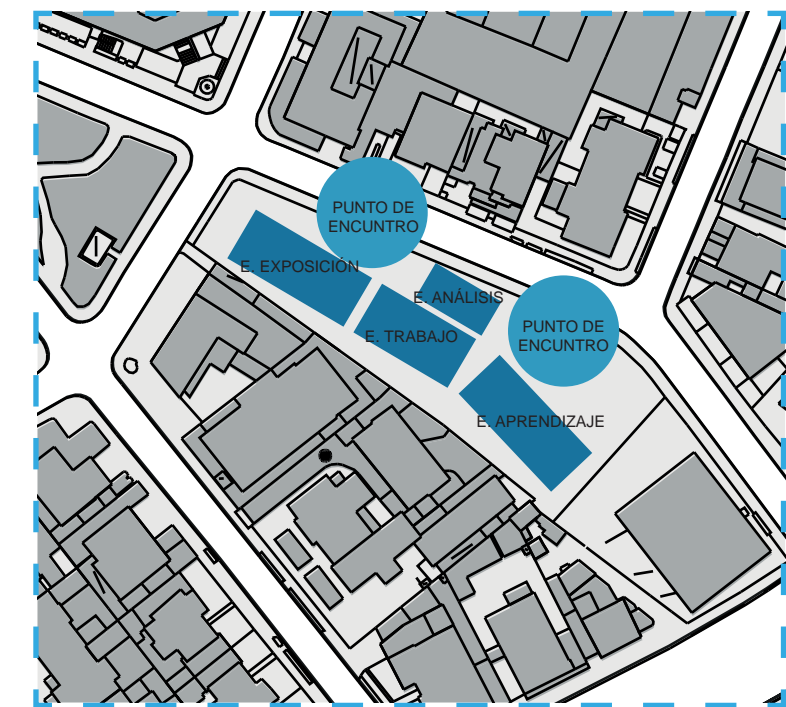 PUNTO DE
ENCUNTRO
E. EXPOSICIÓN
E. ANÁLISIS
E. TRABAJO
PUNTO DE
ENCUNTRO
E. APRENDIZAJE